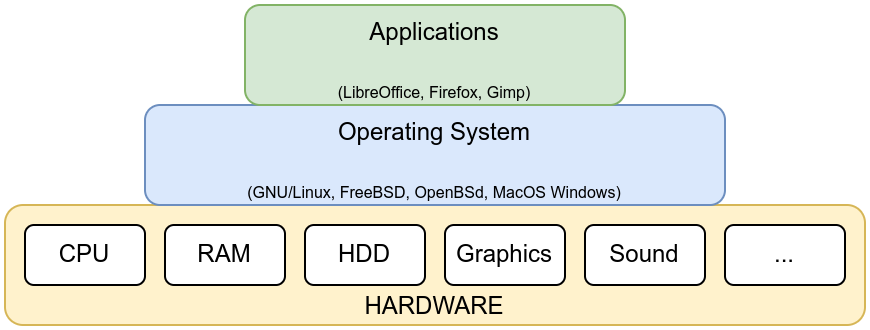 Applications
(LibreOffice, Firefox, Gimp)
Operating System
(GNU/Linux, FreeBSD, OpenBSd, MacOS Windows)
CPU RAM HDD Graphics Sound ...
HARDWARE